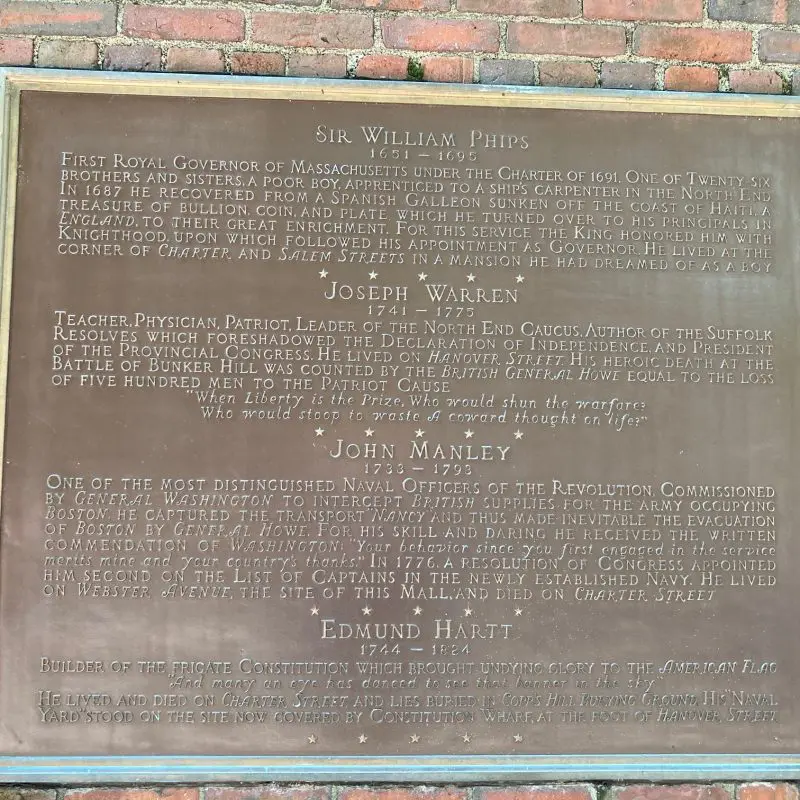 SIR WILLIAM PHIPS
1651 – 1695
FIRST ROYAL GOVERNOR OF MASSACHUSETTS UNDER THE CHARTER OF 1691. ONE OF TWENTY SIX
BROTHERS AND SISTERS, A POOR BOY, APPRENTICED TO A SHIP'S CARPENTER IN THE NORTH END
IN 1687 HE RECOVERED FROM A SPANISH GALLEON SUNKEN OFF THE COAST OF HAITI, A
TREASURE OF BULLION, COIN, AND PLATE WHICH HE TURNED OVER TO HIS PRINCIPALS IN
ENGLAND, TO THEIR GREAT ENRICHMENT. FOR THIS SERVICE THE KING HONORED HIM WITH
KNIGHTHOOD, UPON WHICH FOLLOWED HIS APPOINTMENT AS GOVERNOR. HE LIVED AT THE
CORNER OF CHARTER AND SALEM STREETS IN A MANSION HE HAD DREAMED OF AS A BOY
JOSEPH WARREN
1741 – 1775
TEACHER, PHYSICIAN, PATRIOT, LEADER OF THE NORTH END CAUCUS, AUTHOR OF THE SUFFOLK
RESOLVES WHICH FORESHADOWED THE DECLARATION OF INDEPENDENCE, AND PRESIDENT
OF THE PROVINCIAL CONGRESS. HE LIVED ON HANOVER STREET. HIS HEROIC DEATH AT THE
BATTLE OF BUNKER HILL WAS COUNTED BY THE BRITISH GENERAL HOWE EQUAL TO THE LOSS
OF FIVE HUNDRED MEN TO THE PATRIOT CAUSE
"When Liberty is the Prize, Who would shun the warfare?
Who would stoop to waste A coward thought on life?"
JOHN MANLEY
1733 – 1793
ONE OF THE MOST DISTINGUISHED NAVAL OFFICERS OF THE REVOLUTION. COMMISSIONED
BY GENERAL WASHINGTON TO INTERCEPT BRITISH SUPPLIES FOR THE ARMY OCCUPYING
BOSTON, HE CAPTURED THE TRANSPORT "NANCY" AND THUS MADE INEVITABLE THE EVACUATION
OF BOSTON BY GENERAL HOWE. FOR HIS SKILL AND DARING HE RECEIVED THE WRITTEN
COMMENDATION OF WASHINGTON: "Your behavior since you first engaged in the service
merits mine and your country's thanks." IN 1776, A RESOLUTION OF CONGRESS APPOINTED
HIM SECOND ON THE LIST OF CAPTAINS IN THE NEWLY ESTABLISHED NAVY. HE LIVED
ON WEBSTER AVENUE, THE SITE OF THIS MALL, AND DIED ON CHARTER STREET
EDMUND HARTT
1744 – 1824
BUILDER OF THE FRIGATE CONSTITUTION WHICH BROUGHT UNDYING GLORY TO THE AMERICAN FLAG
"And many an eye has danced to see that banner in the sky"
HE LIVED AND DIED ON CHARTER STREET AND LIES BURIED IN COPP'S HILL BURYING GROUND. HIS "NAVAL
YARD" STOOD ON THE SITE NOW COVERED BY CONSTITUTION WHARF, AT THE FOOT OF HANOVER STREET